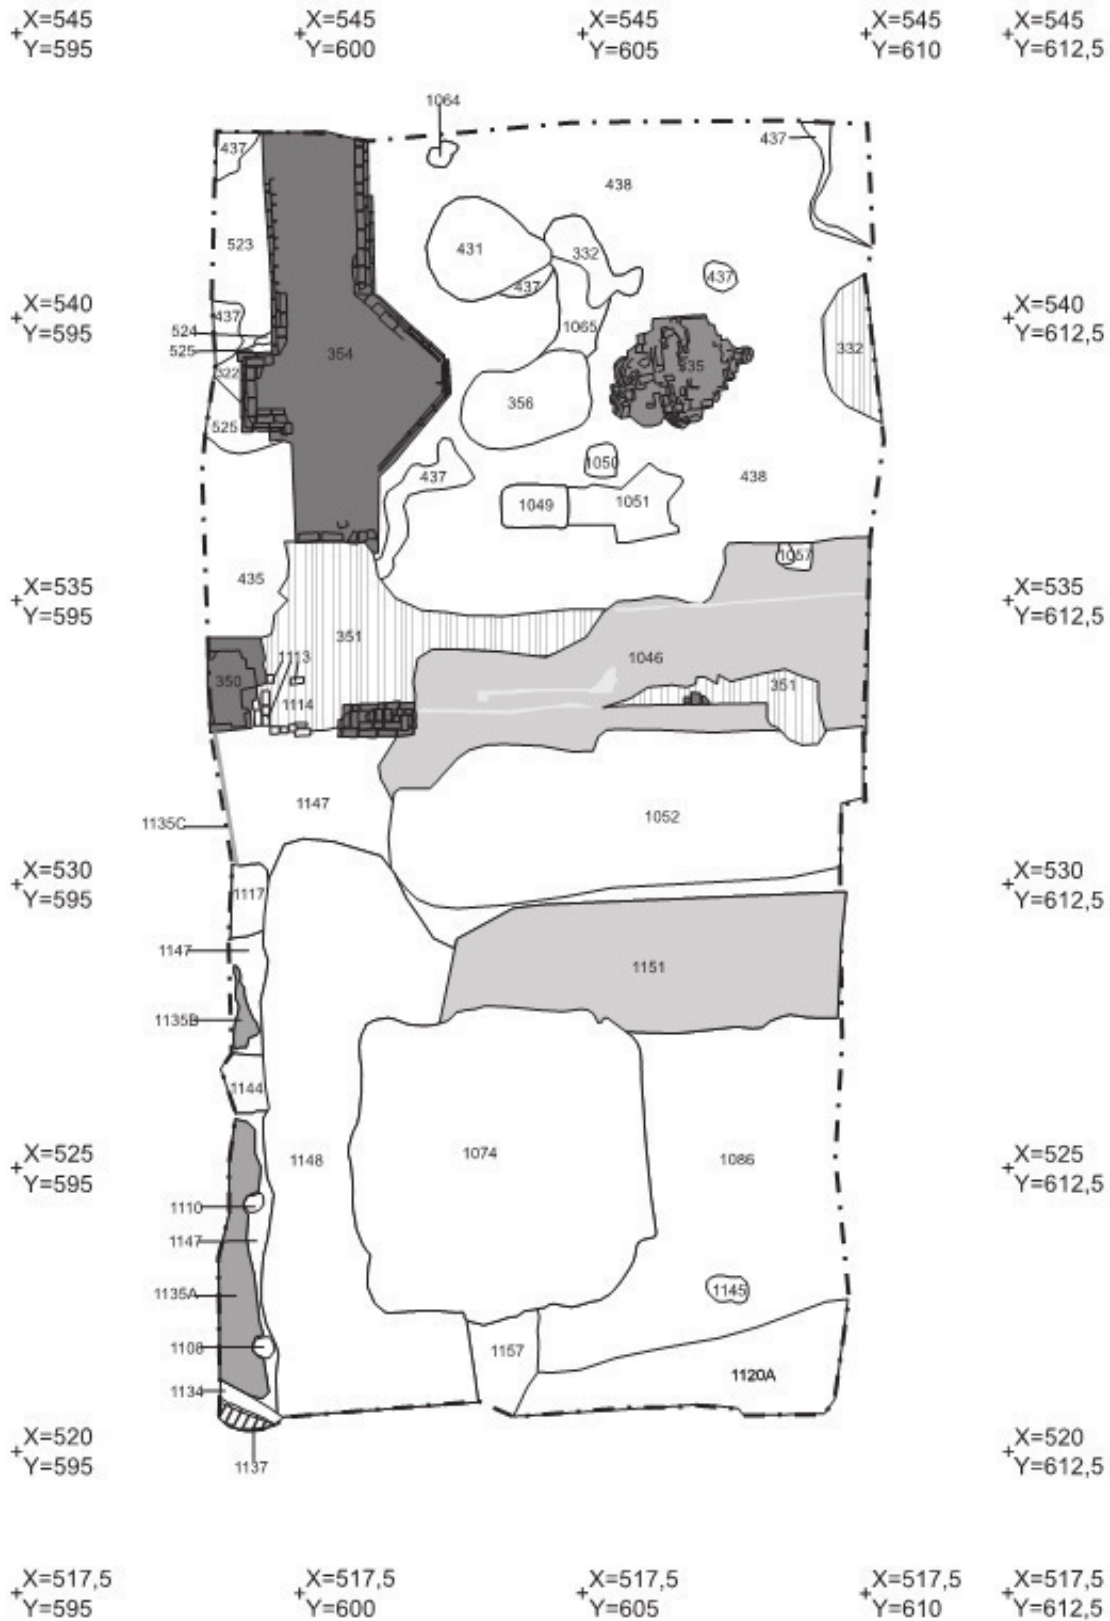 X=545
Y=595
X=545
Y=600
X=545
Y=605
X=545
Y=610
X=545
Y=612,5
1064
437
437
438
523
431
332
437
437
X=540
Y=595
437
524
525
354
1065
335
332
X=540
Y=612,5
522
356
525
437
1050
438
1049
1051
X=535
Y=595
435
1057
X=535
Y=612,5
351
1113
1046
350
351
1114
1147
1052
1135C
X=530
Y=595
1117
X=530
Y=612,5
1147
1151
1135B
1144
X=525
Y=595
1148
1074
1086
X=525
Y=612,5
1110
1147
1135A
1145
1108
1157
1134
1120A
X=520
Y=595
1137
X=520
Y=612,5
X=517,5
Y=595
X=517,5
Y=600
X=517,5
Y=605
X=517,5
Y=610
X=517,5
Y=612,5